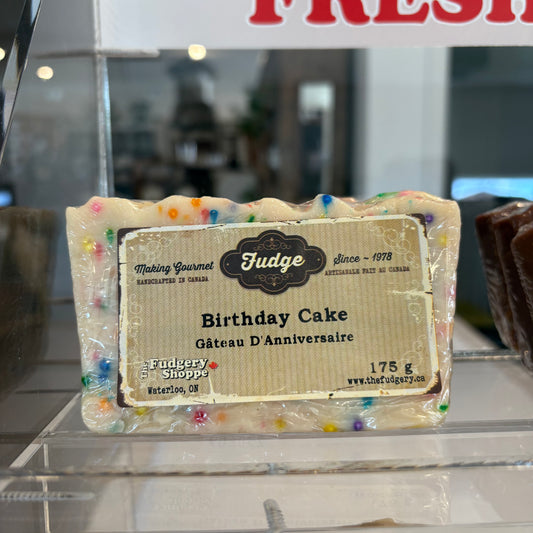 FRESH
Making Gourmet
HANDCRAFTED IN CANADA
Fudge
Since ~ 1978
ARTISANALE FAIT AU CANADA
Birthday Cake
Gâteau D'Anniversaire
The Fudgery
Shoppe
Waterloo, ON
175 g
www.thefudgery.ca